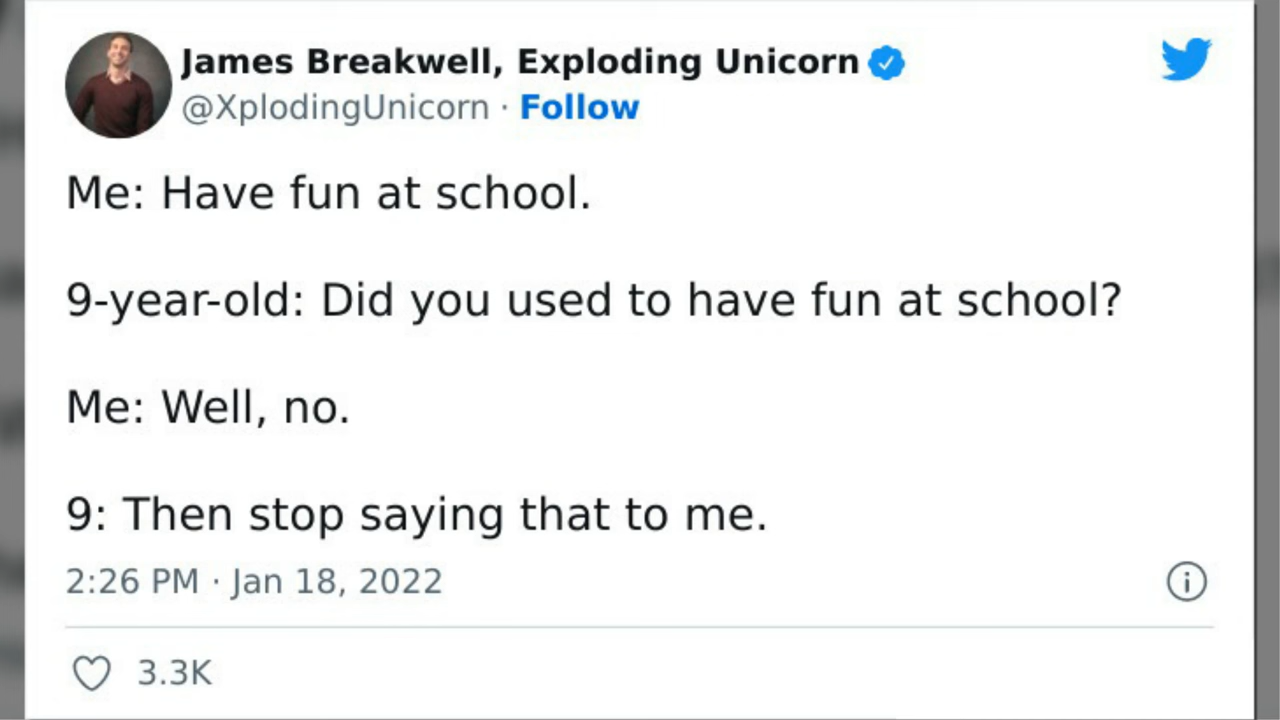 James Breakwell, Exploding Unicorn
@XplodingUnicorn · Follow
Me: Have fun at school.
9-year-old: Did you used to have fun at school?
Me: Well, no.
9: Then stop saying that to me.
2:26 PM · Jan 18, 2022
3.3K